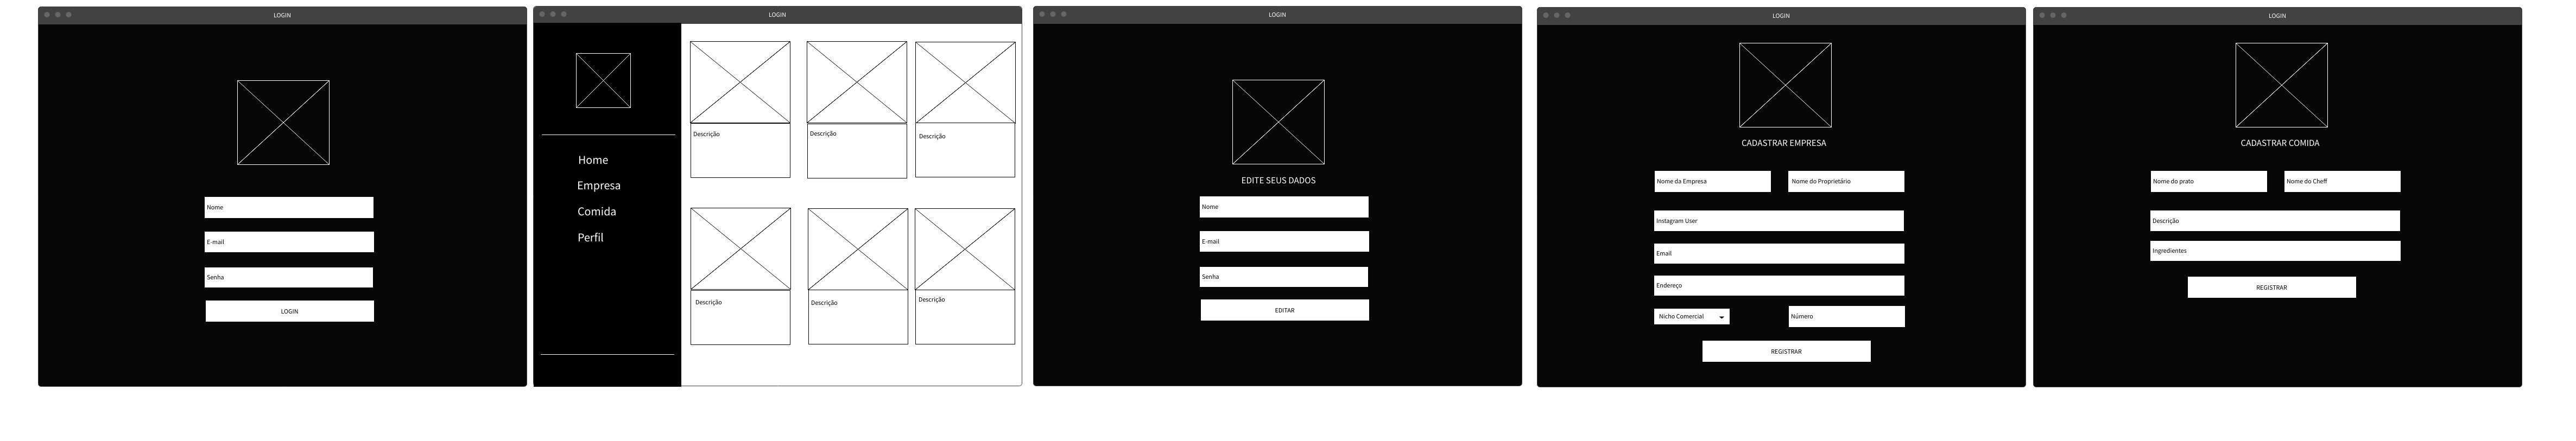 LOGIN
Nome
E-mail
Senha
LOGIN
LOGIN
Home
Empresa
Comida
Perfil
Descrição
Descrição
Descrição
Descrição
Descrição
Descrição
LOGIN
EDITE SEUS DADOS
Nome
E-mail
Senha
EDITAR
LOGIN
CADASTRAR EMPRESA
Nome da Empresa
Nome do Proprietário
Instagram User
Email
Endereço
Nicho Comercial
Número
REGISTRAR
LOGIN
CADASTRAR COMIDA
Nome do prato
Nome do Cheff
Descrição
Ingredientes
REGISTRAR